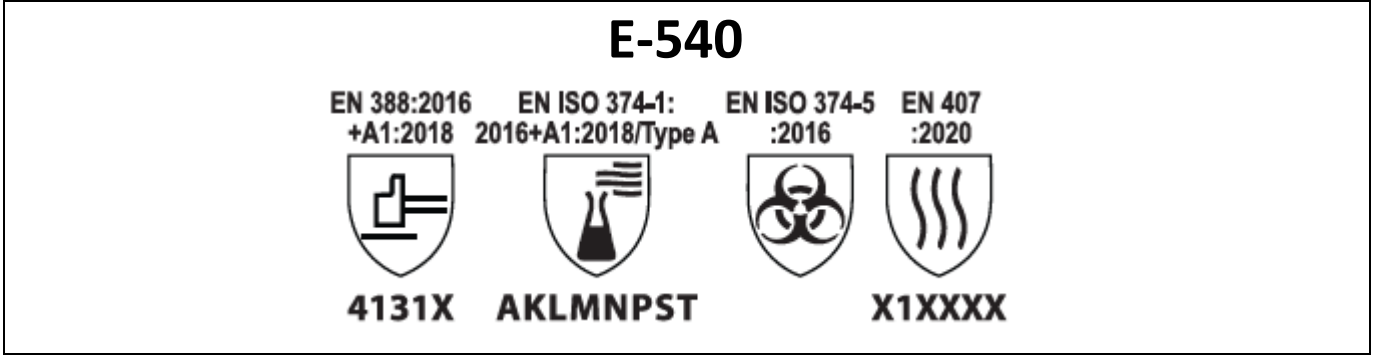 E-540
EN 388:2016
+A1:2018
EN ISO 374-1:
2016+A1:2018/Type A
EN ISO 374-5
:2016
EN 407
:2020
4131X
AKLMNPST
X1XXXX